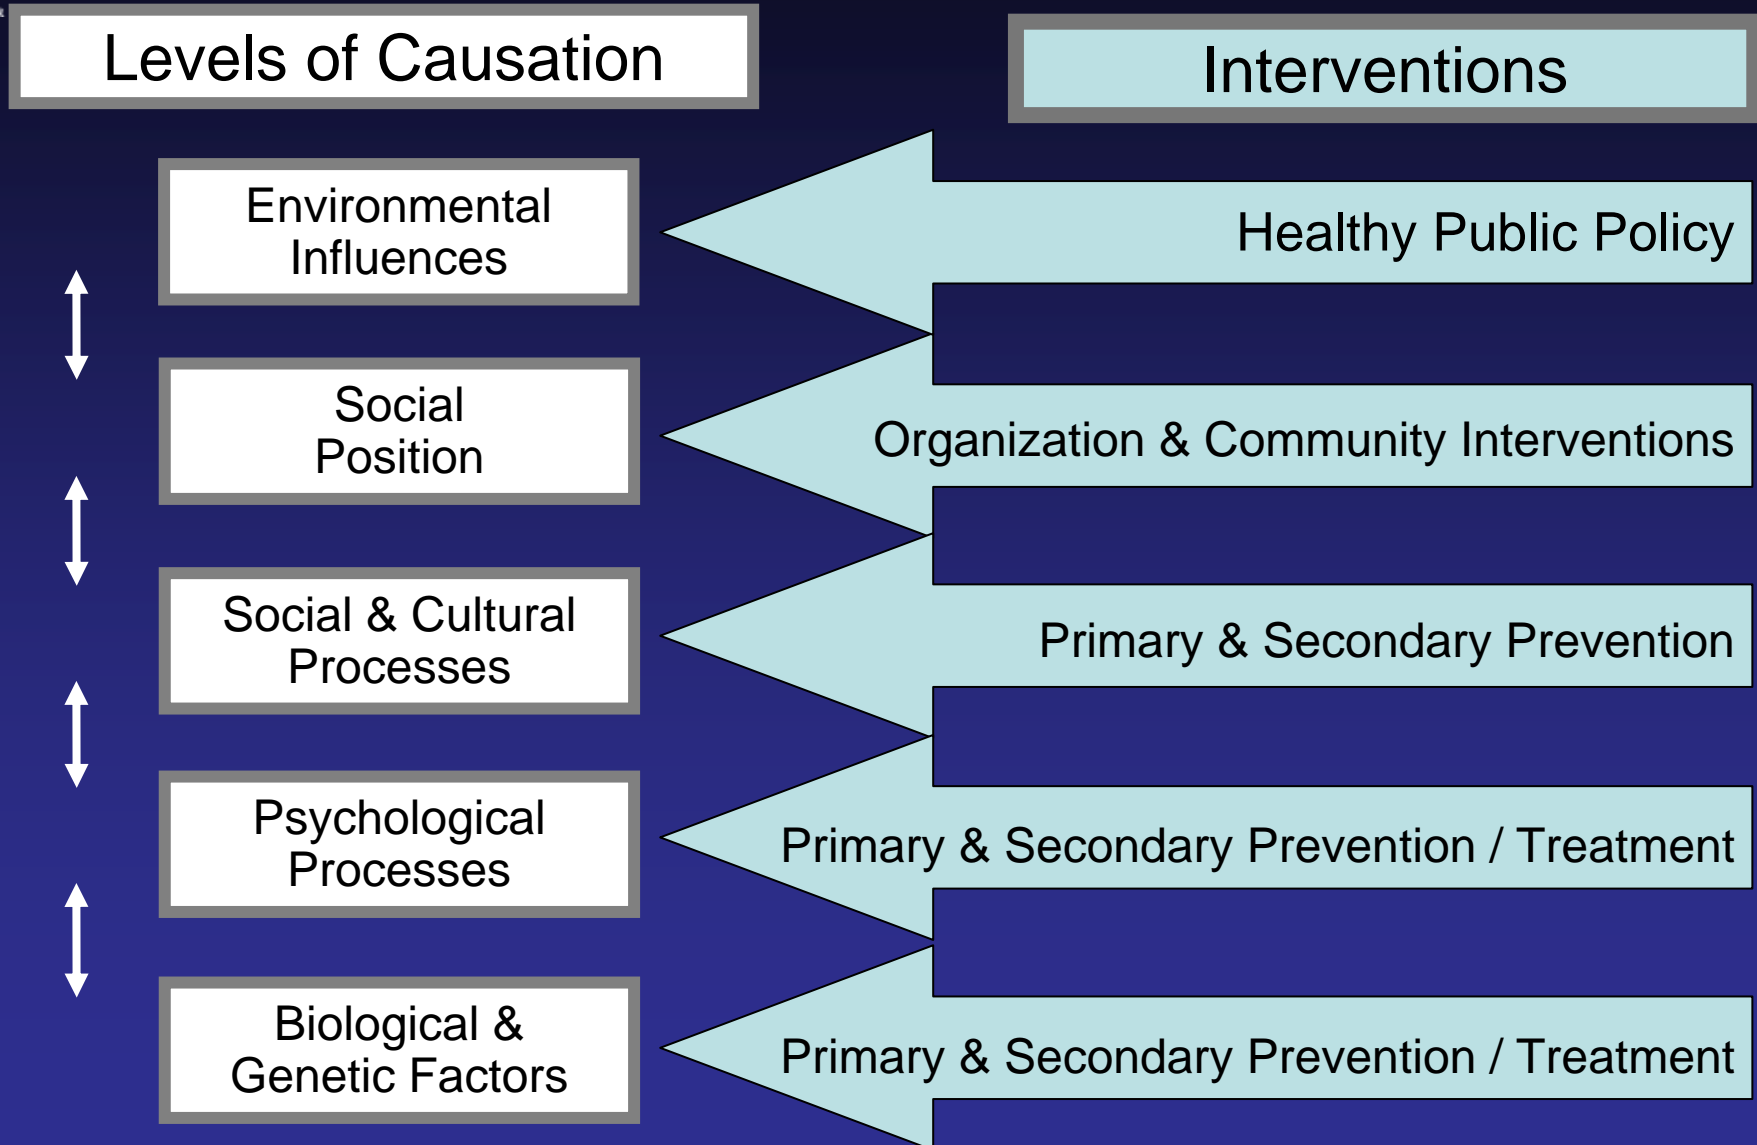 Levels of Causation
Interventions
Environmental
Influences
Healthy Public Policy
Social
Position
Organization & Community Interventions
Social & Cultural
Processes
Primary & Secondary Prevention
Psychological
Processes
Primary & Secondary Prevention / Treatment
Biological &
Genetic Factors
Primary & Secondary Prevention / Treatment